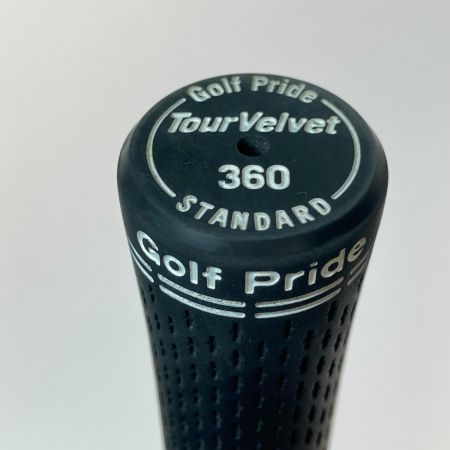 Golf Pride
TourVelvet
360
STANDARD
Golf Pride